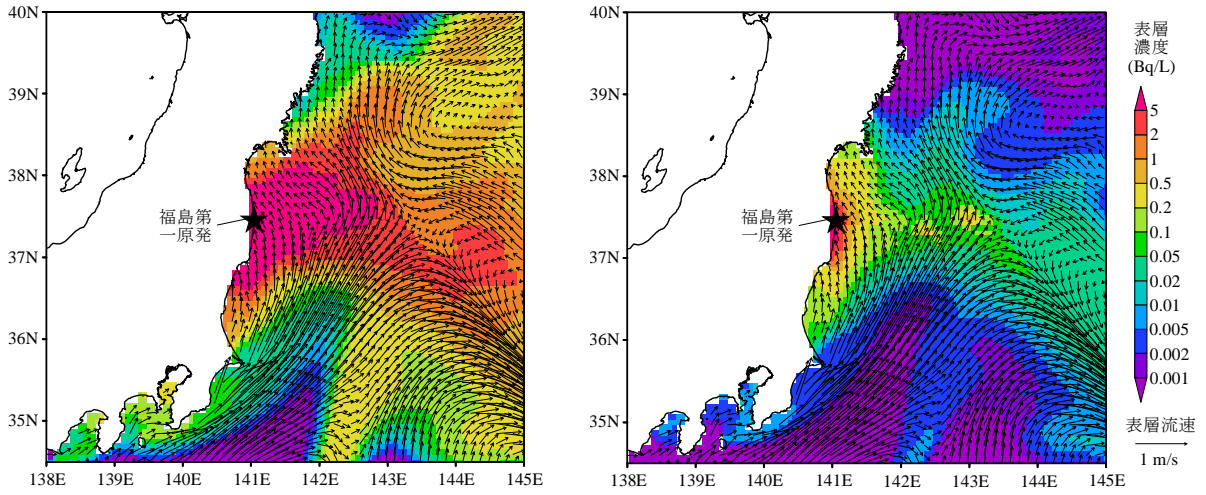 40N
39N
38N
37N
36N
35N
138E
139E
140E
141E
142E
143E
144E
145E
福島第
一原発
40N
39N
38N
37N
36N
35N
138E
139E
140E
141E
142E
143E
144E
145E
福島第
一原発
表層
濃度
(Bq/L)
5
2
1
0.5
0.2
0.1
0.05
0.02
0.01
0.005
0.002
0.001
表層流速
1 m/s